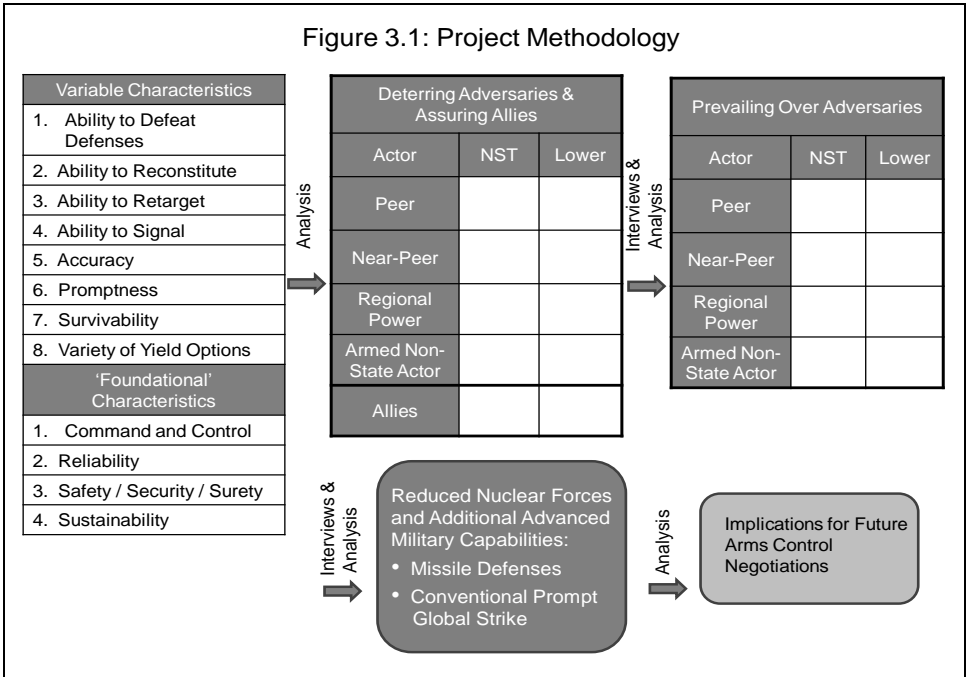 Figure 3.1: Project Methodology
Variable Characteristics
1. Ability to Defeat
Defenses
2. Ability to Reconstitute
3. Ability to Retarget
4. Ability to Signal
5. Accuracy
6. Promptness
7. Survivability
8. Variety of Yield Options
‘Foundational’
Characteristics
1. Command and Control
2. Reliability
3. Safety / Security / Surety
4. Sustainability
Analysis
Deterring Adversaries &
Assuring Allies
Actor NST Lower
Peer
Near-Peer
Regional
Power
Armed Non-
State Actor
Allies
Interviews &
Analysis
Prevailing Over Adversaries
Actor NST Lower
Peer
Near-Peer
Regional
Power
Armed Non-
State Actor
Interviews &
Analysis
Reduced Nuclear Forces
and Additional Advanced
Military Capabilities:
• Missile Defenses
• Conventional Prompt
Global Strike
Analysis
Implications for Future
Arms Control
Negotiations